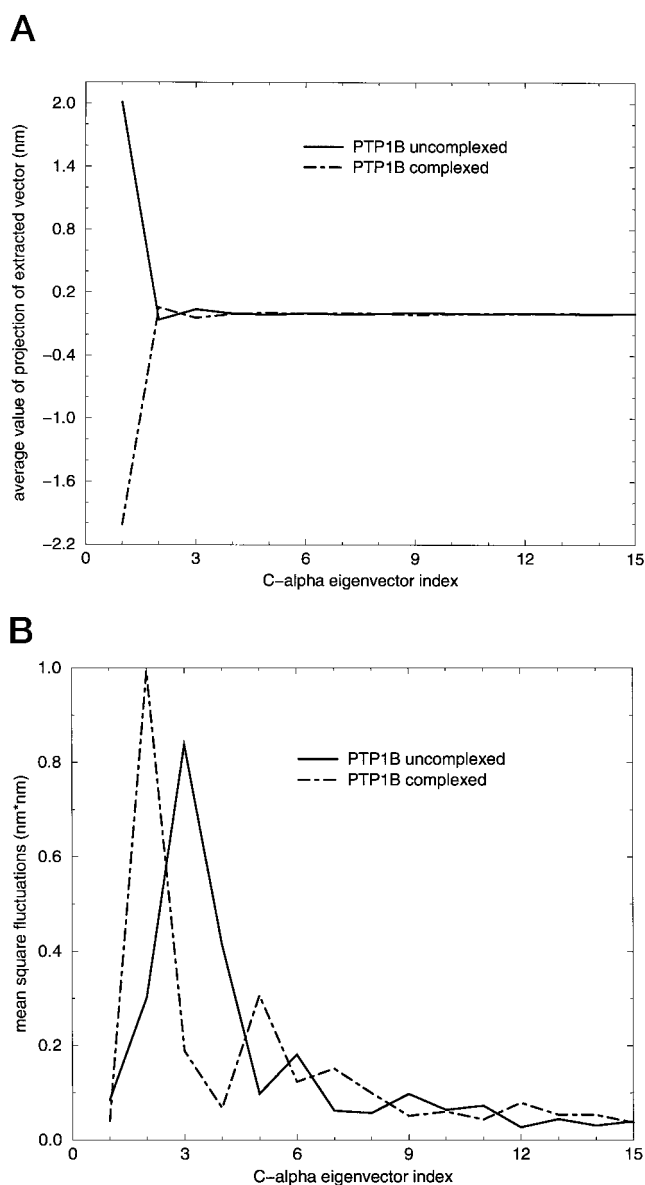 A
average value of projection of extracted vector (nm)
2.0
1.4
0.8
0.2
−0.4
−1.0
−1.6
−2.2
PTP1B uncomplexed
PTP1B complexed
0
3
6
9
12
15
C−alpha eigenvector index
B
mean square fluctuations (nm*nm)
1.0
0.8
0.6
0.4
0.2
0.0
PTP1B uncomplexed
PTP1B complexed
0
3
6
9
12
15
C−alpha eigenvector index